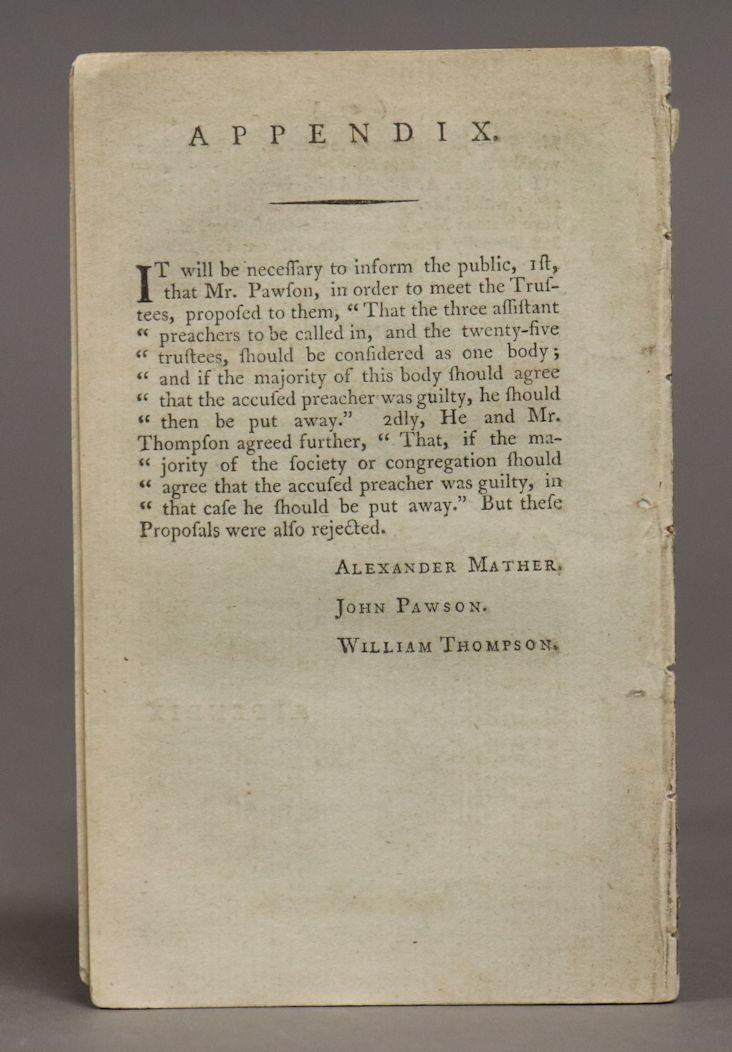 APPENDIX.
IT will be neceſſary to inform the public, 1ſt,
that Mr. Pawſon, in order to meet the Truſ-
tees, propoſed to them, “ That the three aſſiſtant
“ preachers to be called in, and the twenty-five
“ truſtees, ſhould be conſidered as one body;
“ and if the majority of this body ſhould agree
“ that the accuſed preacher was guilty, he ſhould
“ then be put away.” 2dly, He and Mr.
Thompſon agreed further, “ That, if the ma-
“ jority of the ſociety or congregation ſhould
“ agree that the accuſed preacher was guilty, in
“ that caſe he ſhould be put away.” But theſe
Propoſals were alſo rejected.
ALEXANDER MATHER.
JOHN PAWSON.
WILLIAM THOMPSON.